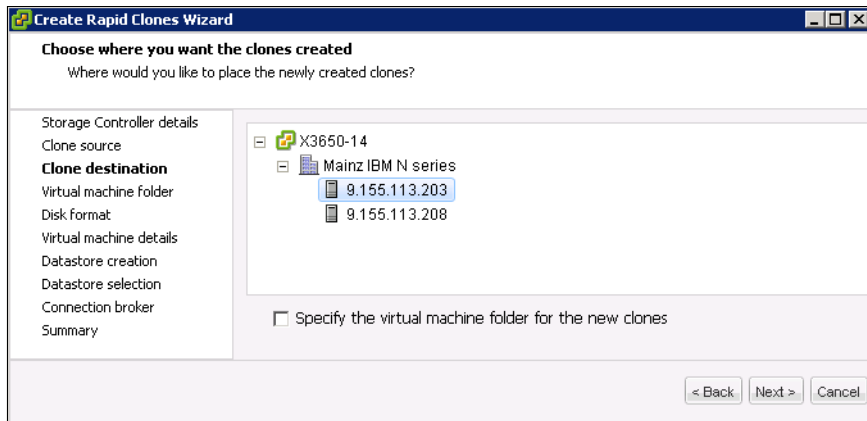 Create Rapid Clones Wizard
Choose where you want the clones created
Where would you like to place the newly created clones?
Storage Controller details
Clone source
Clone destination
Virtual machine folder
Disk format
Virtual machine details
Datastore creation
Datastore selection
Connection broker
Summary
X3650-14
Mainz IBM N series
9.155.113.203
9.155.113.208
Specify the virtual machine folder for the new clones
< Back Next > Cancel